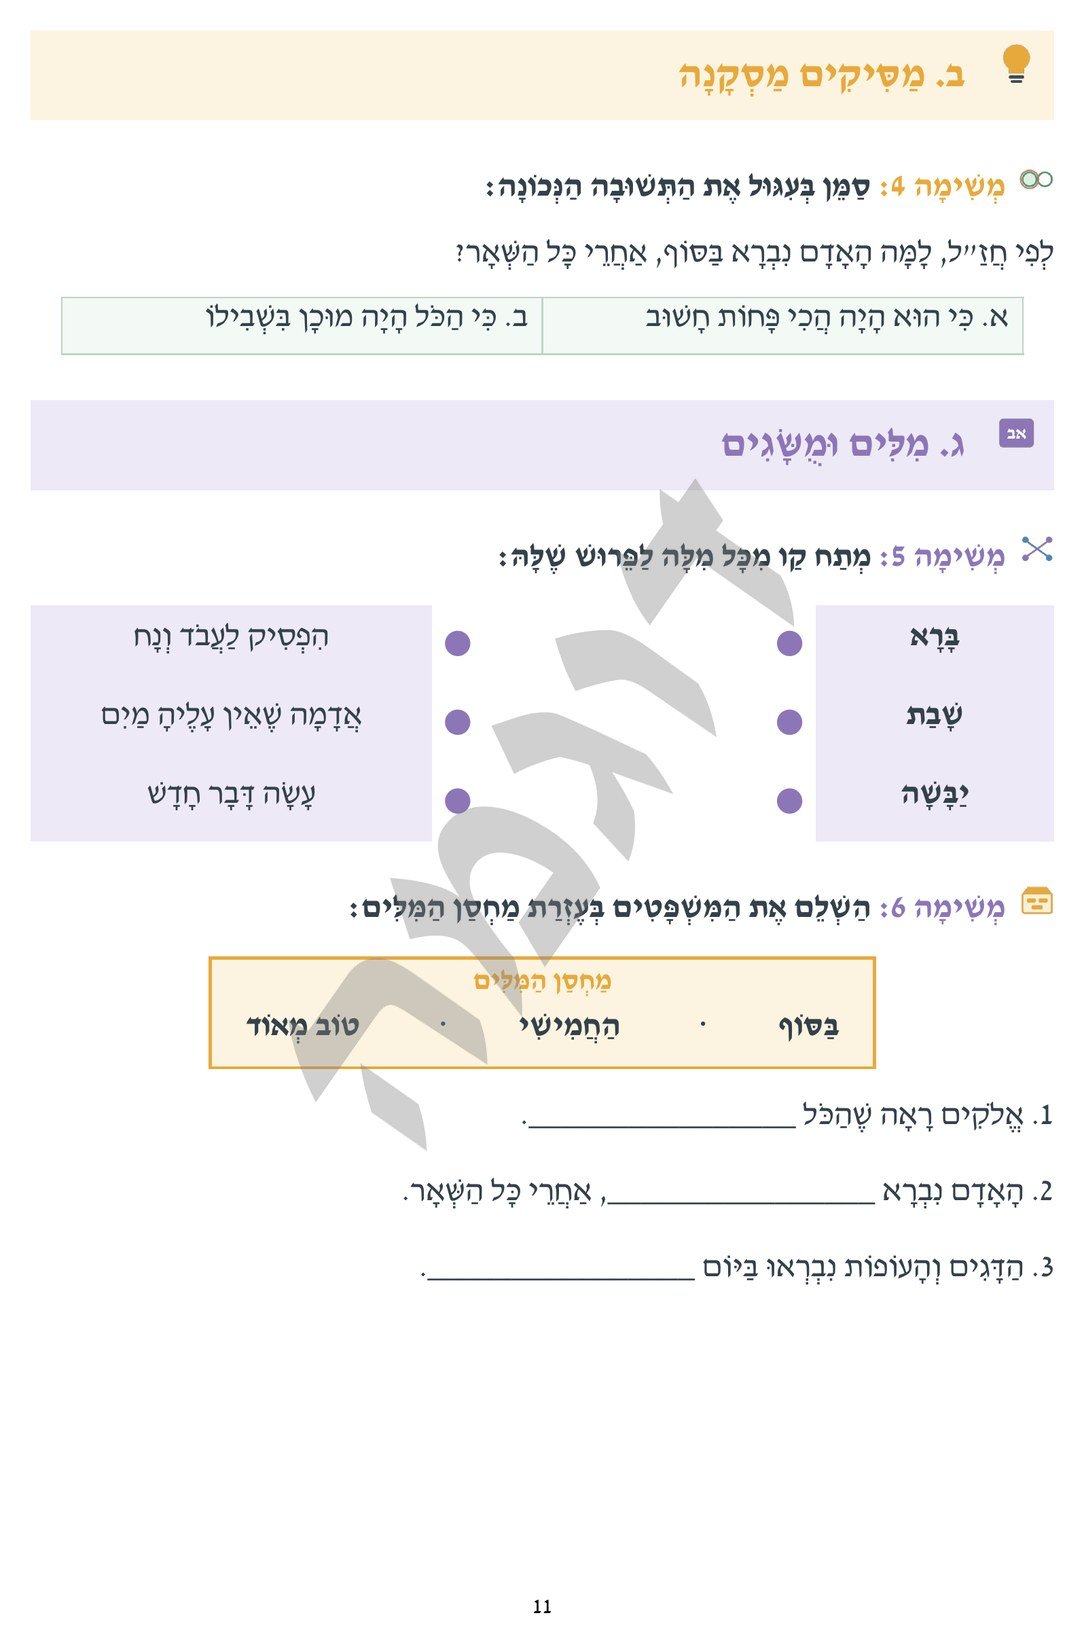 ב. מַסִּיקִים מַסְקָנָה
מְשִׂימָה 4: סַמֵּן בְּעִגּוּל אֶת הַתְּשׁוּבָה הַנְּכוֹנָה:
לְפִי חֲזַ״ל, לָמָּה הָאָדָם נִבְרָא בַּסּוֹף, אַחֲרֵי כָּל הַשְּׁאָר?
א. כִּי הוּא הָיָה הֲכִי פָּחוֹת חָשׁוּב
ב. כִּי הַכֹּל הָיָה מוּכָן בִּשְׁבִילוֹ
אב
ג. מִלִּים וּמֻשָּׂגִים
מְשִׂימָה 5: מְתַח קַו מִכָּל מִלָּה לַפֵּרוּשׁ שֶׁלָּהּ:
בָּרָא הִפְסִיק לַעֲבֹד וְנָח
שָׁבַת אֲדָמָה שֶׁאֵין עָלֶיהָ מַיִם
יַבָּשָׁה עָשָׂה דָּבָר חָדָשׁ
מְשִׂימָה 6: הַשְׁלֵם אֶת הַמִּשְׁפָּטִים בְּעֶזְרַת מַחְסַן הַמִּלִּים:
מַחְסַן הַמִּלִּים
בַּסּוֹף · הַחֲמִישִׁי · טוֹב מְאוֹד
1. אֱלֹקִים רָאָה שֶׁהַכֹּל ___________________.
2. הָאָדָם נִבְרָא ___________________, אַחֲרֵי כָּל הַשְּׁאָר.
3. הַדָּגִים וְהָעוֹפוֹת נִבְרְאוּ בַּיּוֹם ___________________.
דוגמה
11